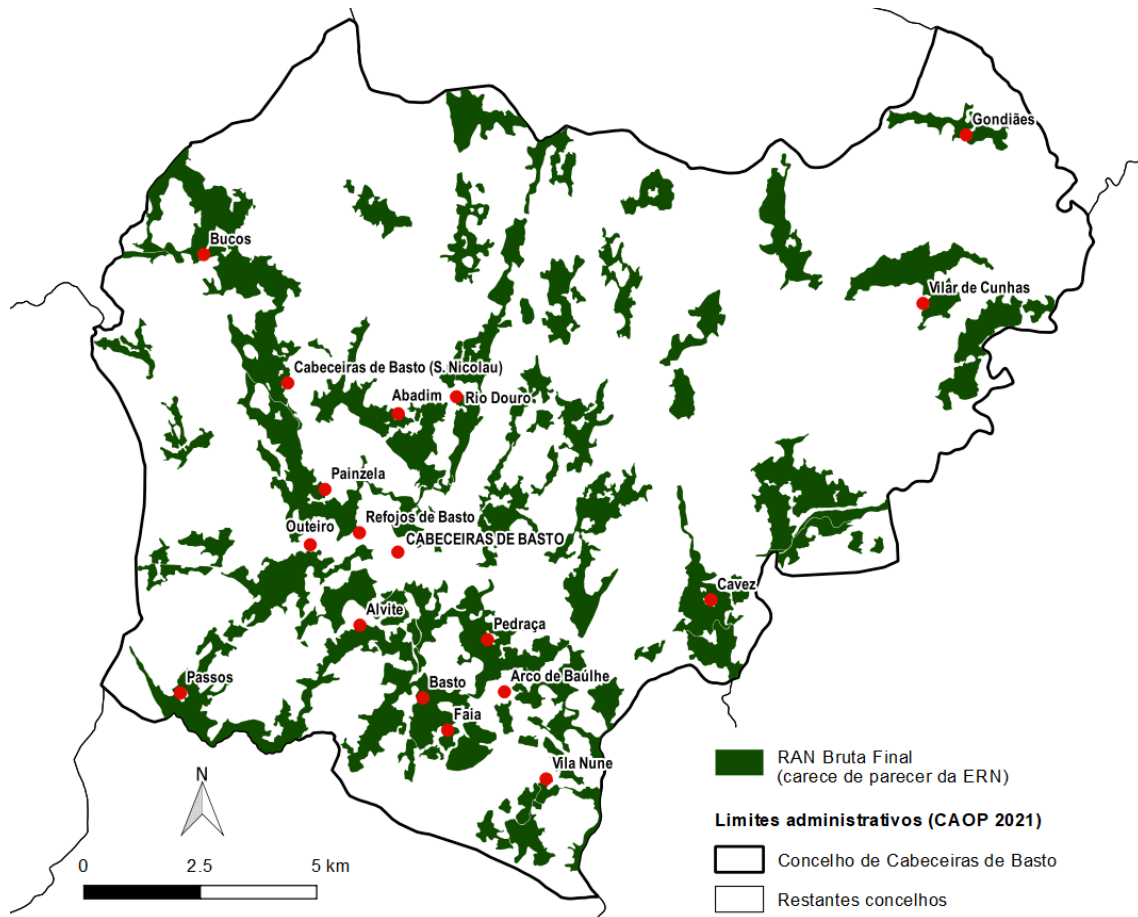 Gondiães
Bucos
Vilar de Cunhas
Cabeceiras de Basto (S. Nicolau)
Abadim
Rio Douro
Painzela
Refojos de Basto
Outeiro
CABECEIRAS DE BASTO
Cavez
Alvite
Pedraça
Passos
Basto
Arco de Baúlhe
Faia
Vila Nune
N
0 2.5 5 km
RAN Bruta Final
(carece de parecer da ERN)
Limites administrativos (CAOP 2021)
Concelho de Cabeceiras de Basto
Restantes concelhos